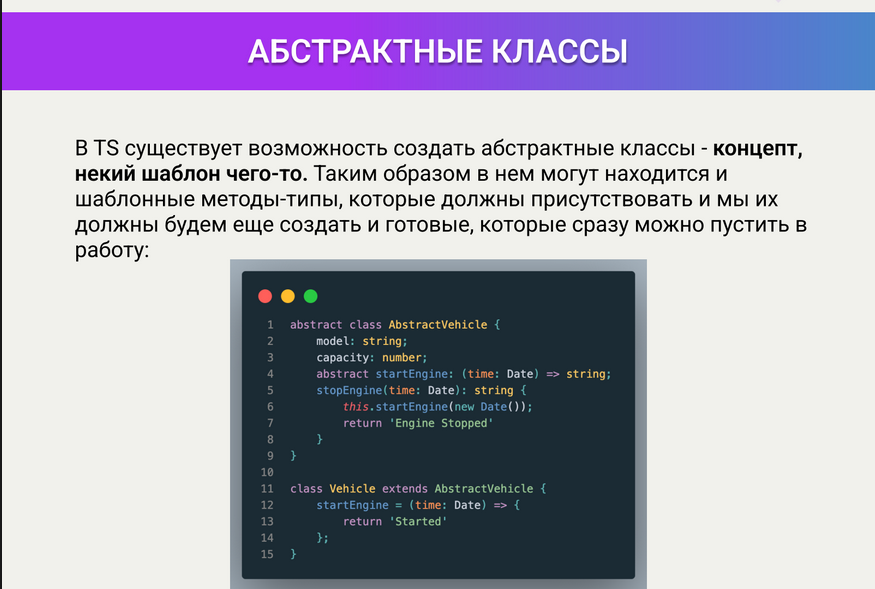 АБСТРАКТНЫЕ КЛАССЫ
В TS существует возможность создать абстрактные классы - концепт,
некий шаблон чего-то. Таким образом в нем могут находится и
шаблонные методы-типы, которые должны присутствовать и мы их
должны будем еще создать и готовые, которые сразу можно пустить в
работу:
1 abstract class AbstractVehicle {
2     model: string;
3     capacity: number;
4     abstract startEngine: (time: Date) => string;
5     stopEngine(time: Date): string {
6         this.startEngine(new Date());
7         return 'Engine Stopped'
8     }
9 }
10
11 class Vehicle extends AbstractVehicle {
12     startEngine = (time: Date) => {
13         return 'Started'
14     };
15 }